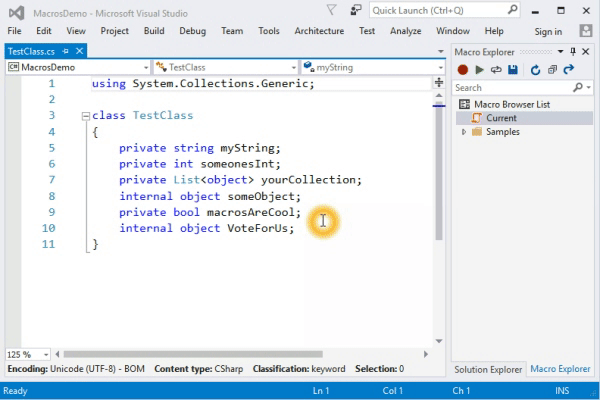 MacrosDemo - Microsoft Visual Studio
Quick Launch (Ctrl+Q)
File Edit View Project Build Debug Team Tools Architecture Test Analyze Window Help Sign in
TestClass.cs
MacrosDemo TestClass myString
1 using System.Collections.Generic;
2
3 class TestClass
4 {
5 private string myString;
6 private int someonesInt;
7 private List<object> yourCollection;
8 internal object someObject;
9 private bool macrosAreCool;
10 internal object VoteForUs;
11 }
125 %
Encoding: Unicode (UTF-8) - BOM Content type: CSharp Classification: keyword Selection: 0
Macro Explorer
Search
Macro Browser List
Current
Samples
Solution Explorer Macro Explorer
Ready Ln 1 Col 1 Ch 1 INS